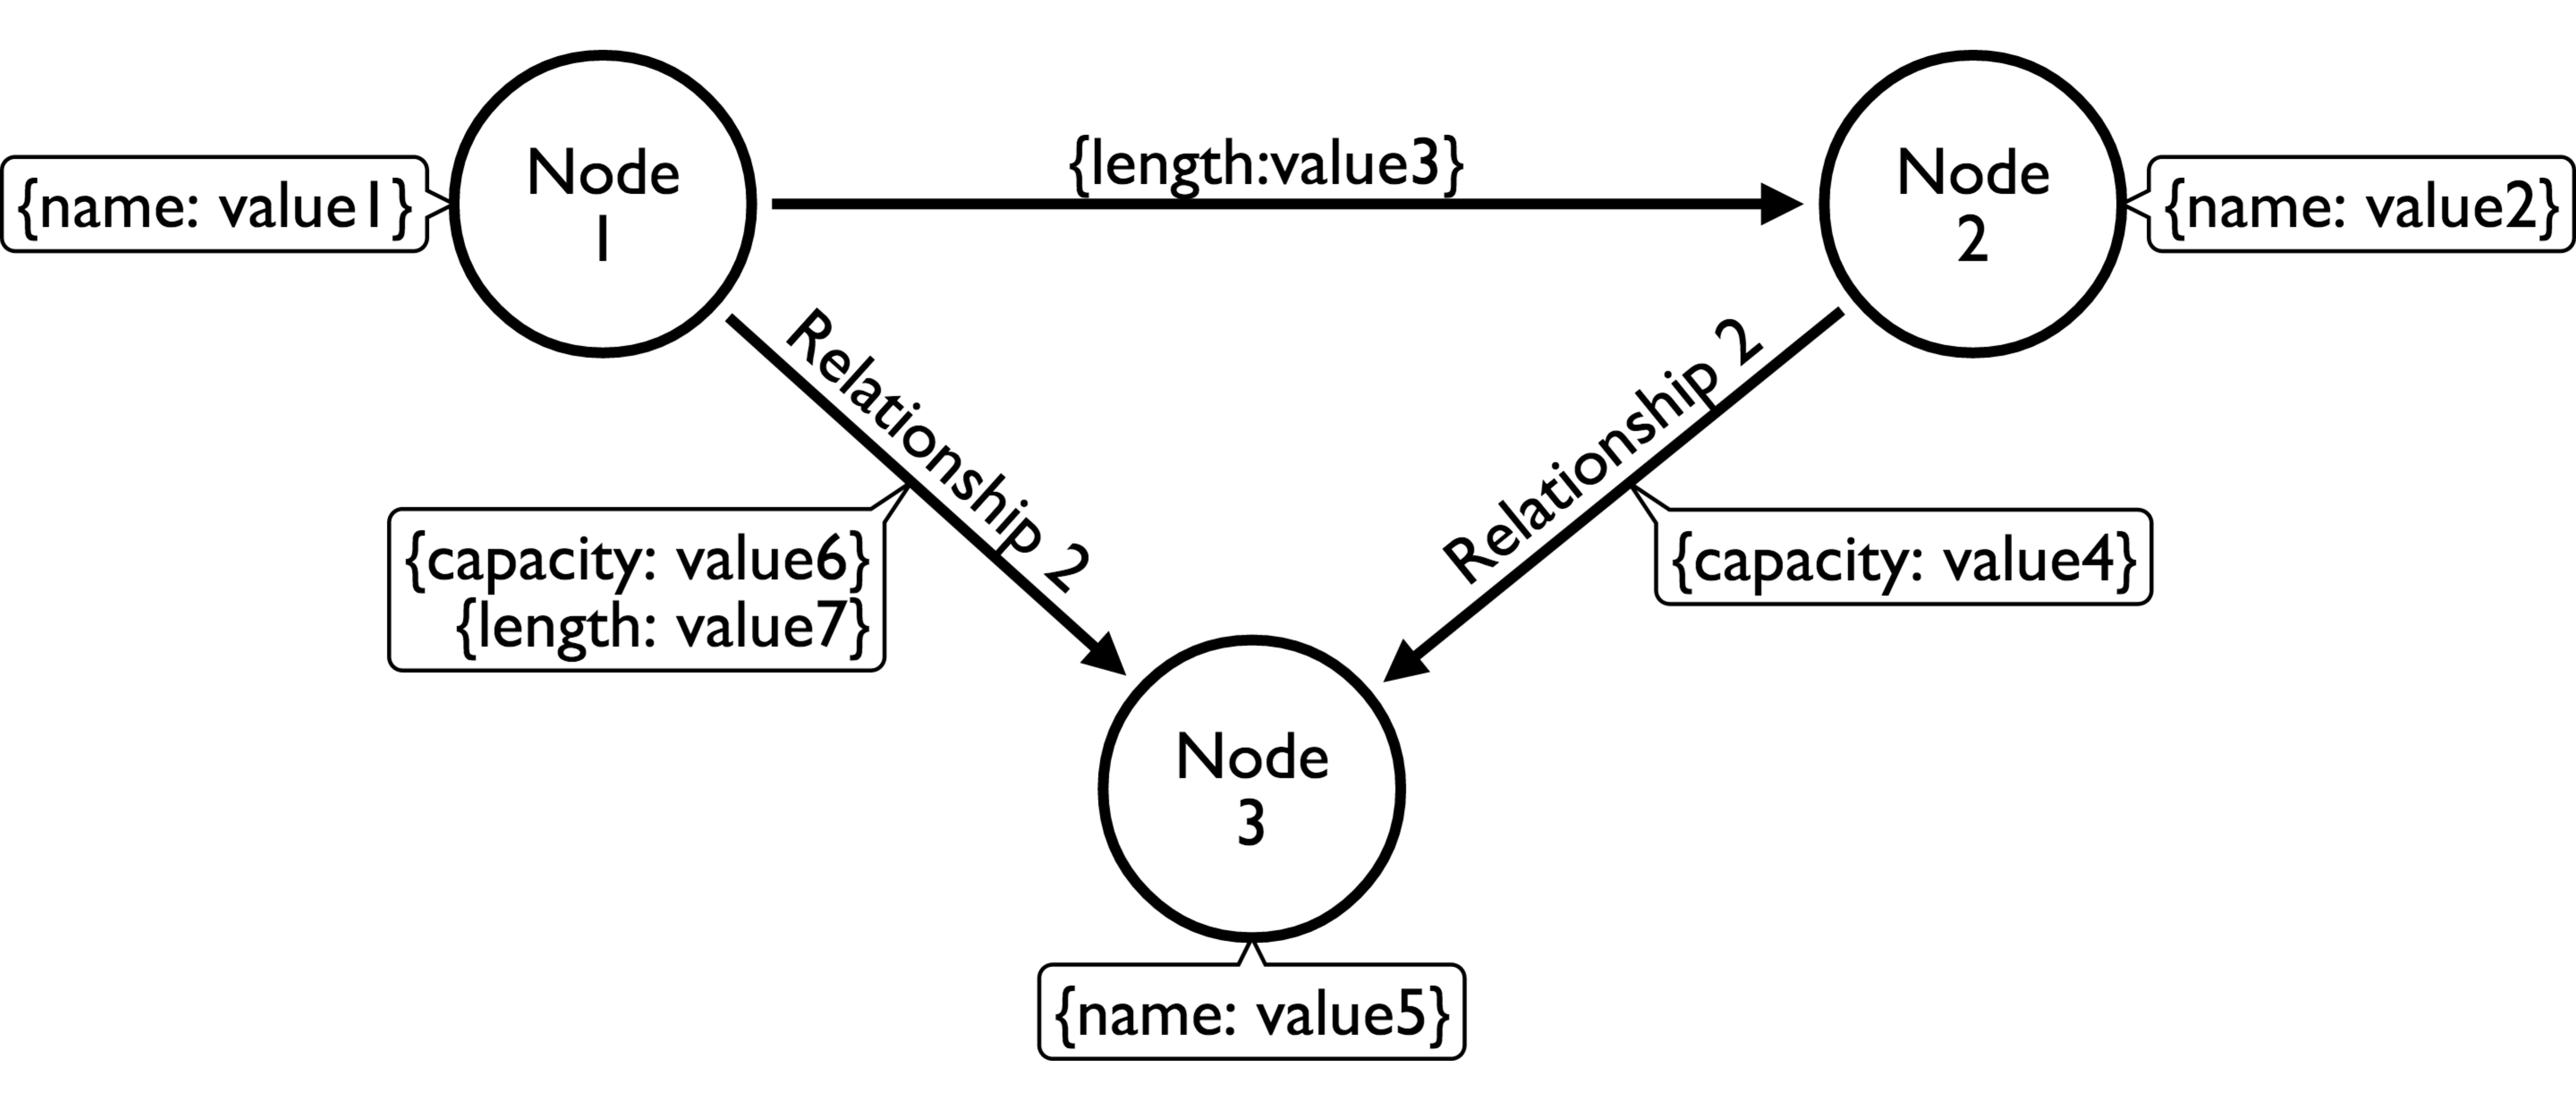 Node
1
{name: value1}
{length:value3}
Node
2
{name: value2}
Relationship 2
Relationship 2
{capacity: value6}
{length: value7}
{capacity: value4}
Node
3
{name: value5}